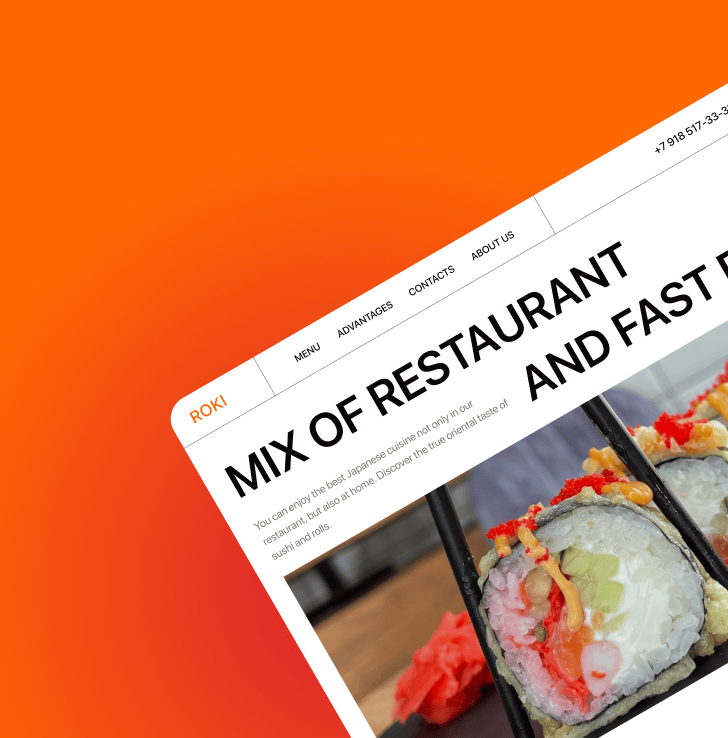 ROKI
MENU
ADVANTAGES
CONTACTS
ABOUT US
+7 918 517-33-3
MIX OF RESTAURANT
AND FAST
You can enjoy the best Japanese cuisine not only in our
restaurant, but also at home. Discover the true oriental taste of
sushi and rolls.